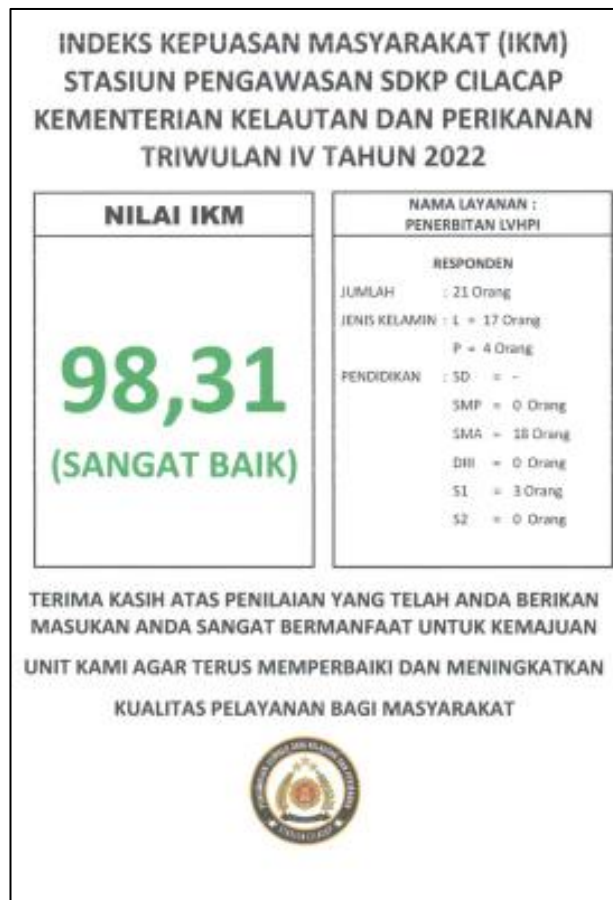 INDEKS KEPUASAN MASYARAKAT (IKM)
STASIUN PENGAWASAN SDKP CILACAP
KEMENTERIAN KELAUTAN DAN PERIKANAN
TRIWULAN IV TAHUN 2022
NILAI IKM
98,31
(SANGAT BAIK)
NAMA LAYANAN :
PENERBITAN LVHPI
RESPONDEN
JUMLAH : 21 Orang
JENIS KELAMIN : L = 17 Orang
P = 4 Orang
PENDIDIKAN : SD = -
SMP = 0 Orang
SMA = 18 Orang
DIII = 0 Orang
S1 = 3 Orang
S2 = 0 Orang
TERIMA KASIH ATAS PENILAIAN YANG TELAH ANDA BERIKAN
MASUKAN ANDA SANGAT BERMANFAAT UNTUK KEMAJUAN
UNIT KAMI AGAR TERUS MEMPERBAIKI DAN MENINGKATKAN
KUALITAS PELAYANAN BAGI MASYARAKAT